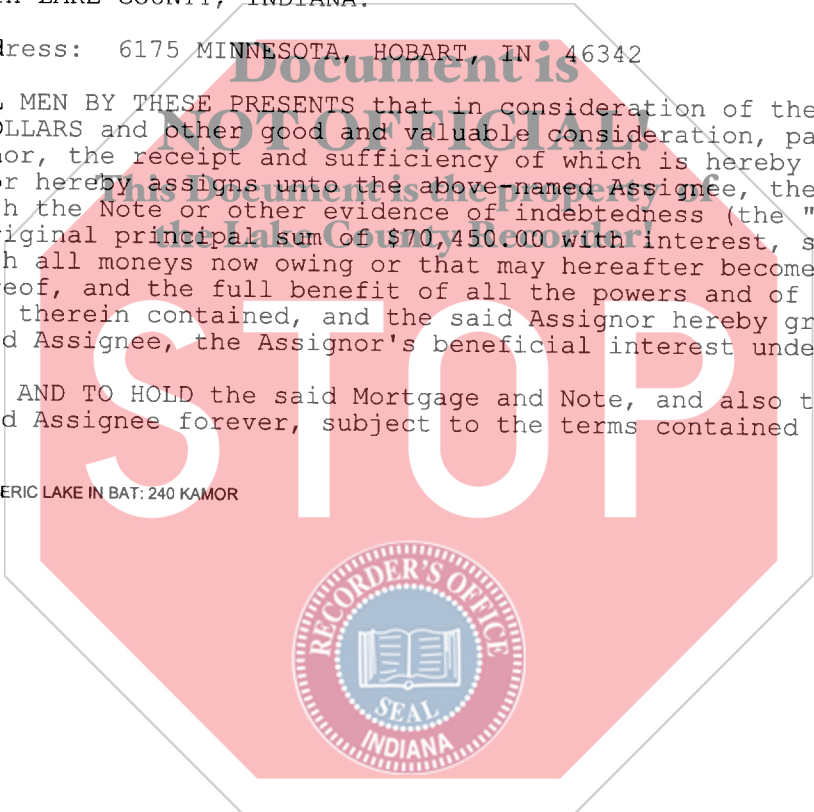 LAKE COUNTY, INDIANA.
dress: 6175 MINNESOTA, HOBART, IN 46342
Document is
L MEN BY THESE PRESENTS that in consideration of the
OLLARS and other good and valuable consideration, pa
NOT OFFICIAL!
nor, the receipt and sufficiency of which is hereby
or hereby assigns unto the above-named Assignee, the
This Document is the property of
h the Note or other evidence of indebtedness (the "
riginal principal sum of $70,450.00 with interest, s
the Lake County Recorder!
h all moneys now owing or that may hereafter become
eof, and the full benefit of all the powers and of
therein contained, and the said Assignor hereby gr
d Assignee, the Assignor's beneficial interest unde
STOP
AND TO HOLD the said Mortgage and Note, and also t
d Assignee forever, subject to the terms contained
ERIC LAKE IN BAT: 240 KAMOR
RECORDER'S OFFICE
SEAL
INDIANA